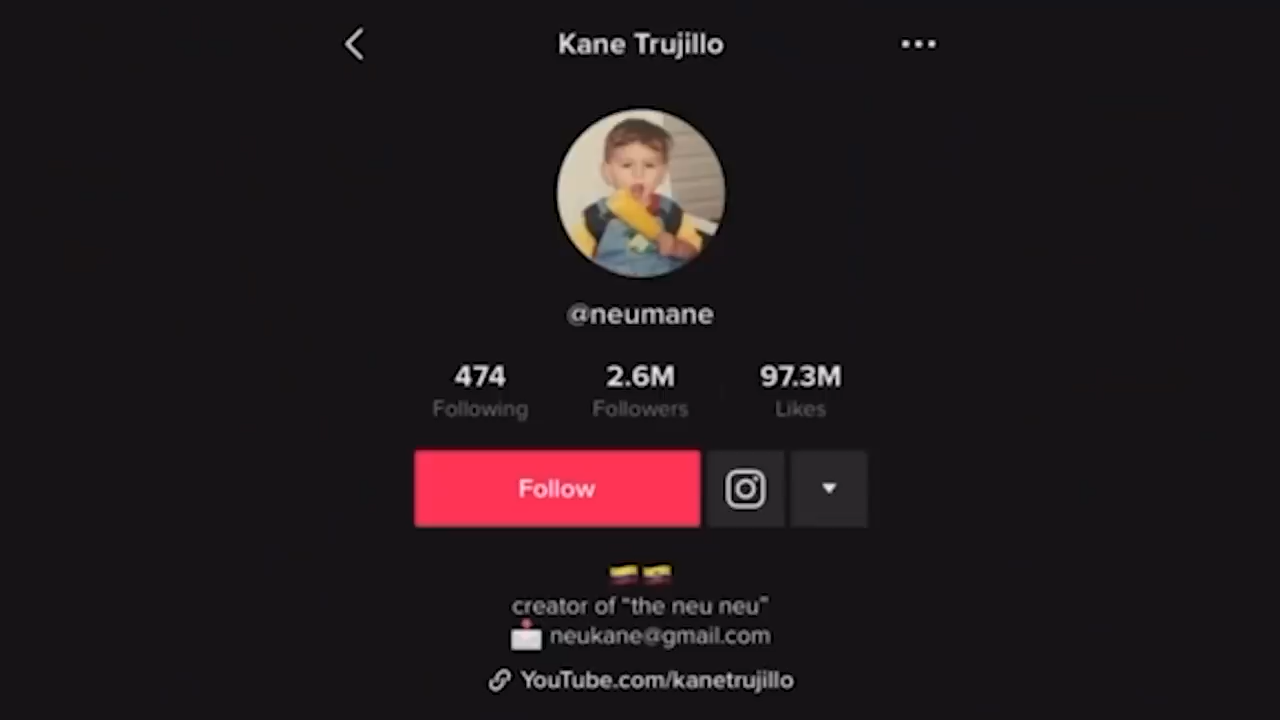 Kane Trujillo
@neumane
474 2.6M 97.3M
Following Followers Likes
Follow
creator of “the neu neu”
neukane@gmail.com
YouTube.com/kanetrujillo